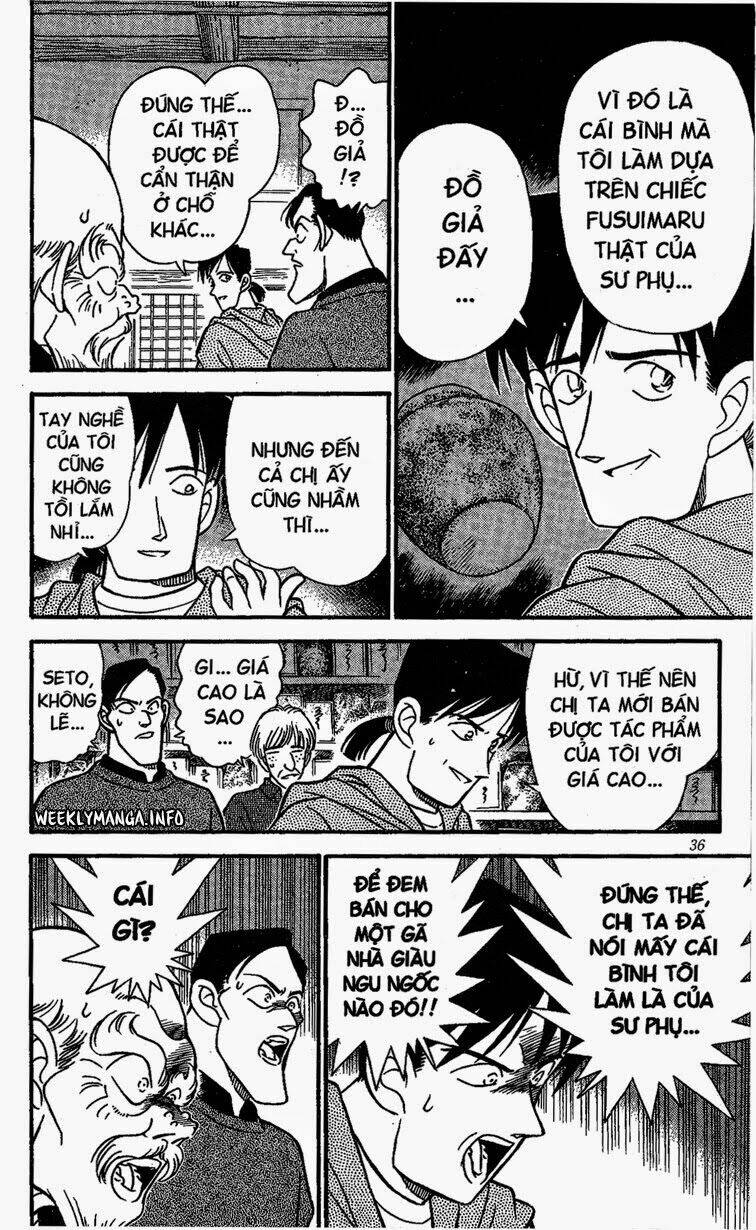 VÌ ĐÓ LÀ
CÁI BÌNH MÀ
TÔI LÀM DỰA
TRÊN CHIẾC
FUSUIMARU
THẬT CỦA
SƯ PHỤ...
ĐỒ
GIẢ
ĐẤY
...
Đ...
ĐỒ
GIẢ
!?
ĐÚNG THẾ...
CÁI THẬT
ĐƯỢC ĐỂ
CẨN THẬN
Ở CHỖ
KHÁC...
NHƯNG ĐẾN
CẢ CHỊ ẤY
CŨNG NHẦM
THÌ...
TAY NGHỀ
CỦA TÔI
CŨNG
KHÔNG
TỒI LẮM
NHỈ...
HỪ, VÌ THẾ NÊN
CHỊ TA MỚI BÁN
ĐƯỢC TÁC PHẨM
CỦA TÔI VỚI
GIÁ CAO...
GI... GIÁ
CAO LÀ
SAO
...
SETO,
KHÔNG
LẼ...
WEEKLYMANGA.INFO
36
ĐÚNG THẾ,
CHỊ TA ĐÃ
NÓI MẤY CÁI
BÌNH TÔI
LÀM LÀ CỦA
SƯ PHỤ...
ĐỂ ĐEM
BÁN CHO
MỘT GÃ
NHÀ GIÀU
NGU NGỐC
NÀO ĐÓ!!
CÁI
GÌ?